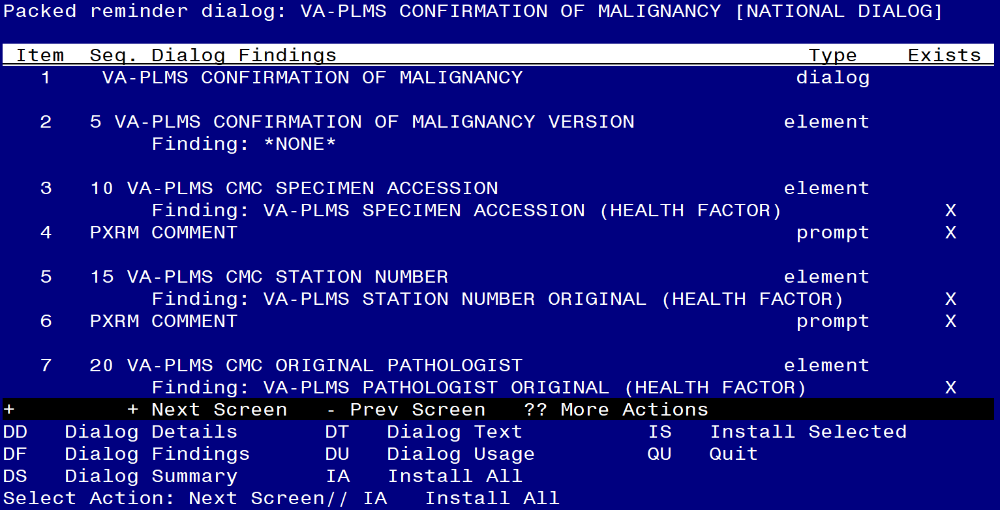 Packed reminder dialog: VA-PLMS CONFIRMATION OF MALIGNANCY [NATIONAL DIALOG]
Item Seq. Dialog Findings Type Exists
1 VA-PLMS CONFIRMATION OF MALIGNANCY dialog
2 5 VA-PLMS CONFIRMATION OF MALIGNANCY VERSION element
Finding: *NONE*
3 10 VA-PLMS CMC SPECIMEN ACCESSION element
Finding: VA-PLMS SPECIMEN ACCESSION (HEALTH FACTOR) X
4 PXRM COMMENT prompt X
5 15 VA-PLMS CMC STATION NUMBER element
Finding: VA-PLMS STATION NUMBER ORIGINAL (HEALTH FACTOR) X
6 PXRM COMMENT prompt X
7 20 VA-PLMS CMC ORIGINAL PATHOLOGIST element
Finding: VA-PLMS PATHOLOGIST ORIGINAL (HEALTH FACTOR) X
+ + Next Screen - Prev Screen ?? More Actions
DD Dialog Details DT Dialog Text IS Install Selected
DF Dialog Findings DU Dialog Usage QU Quit
DS Dialog Summary IA Install All
Select Action: Next Screen// IA Install All